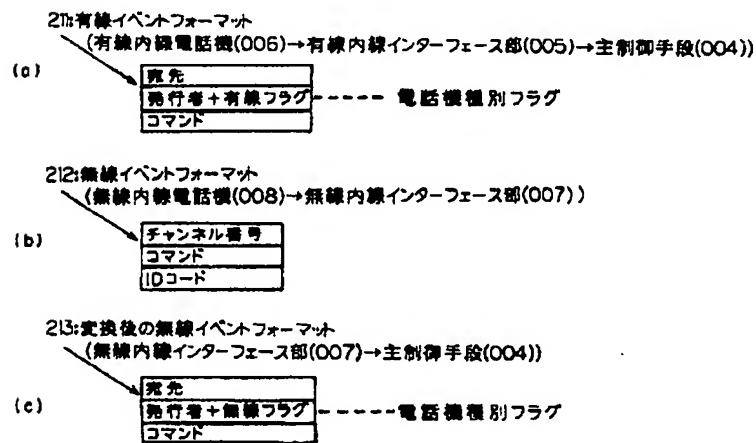 211:有線イベントフォーマット
(有線内線電話機(006)→有線内線インターフェース部(005)→主制御手段(004))
(a)
宛先
発行者+有線フラグ----- 電話機種別フラグ
コマンド
212:無線イベントフォーマット
(無線内線電話機(008)→無線内線インターフェース部(007))
(b)
チャンネル番号
コマンド
IDコード
213:変換後の無線イベントフォーマット
(無線内線インターフェース部(007)→主制御手段(004))
(c)
宛先
発行者+無線フラグ-----電話機種別フラグ
コマンド